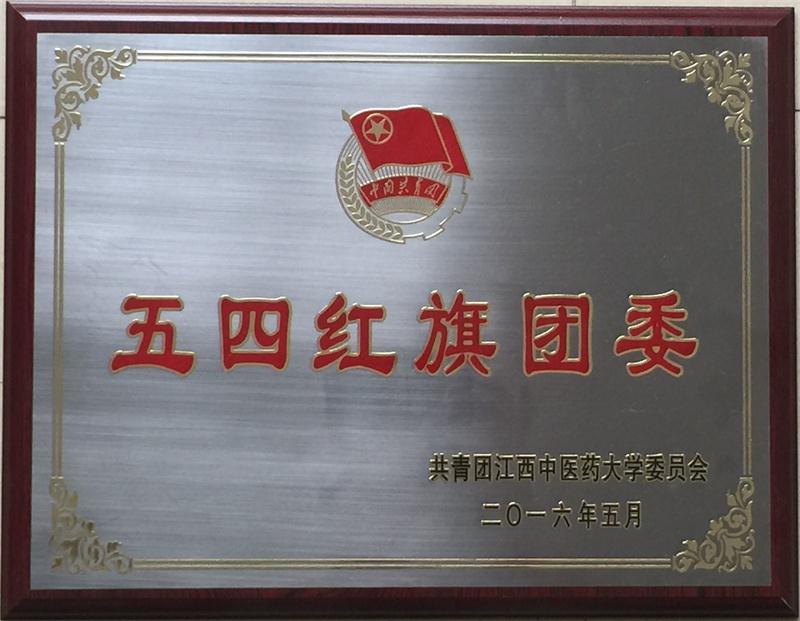 中国共青团
五四红旗团委
共青团江西中医药大学委员会
二〇一六年五月